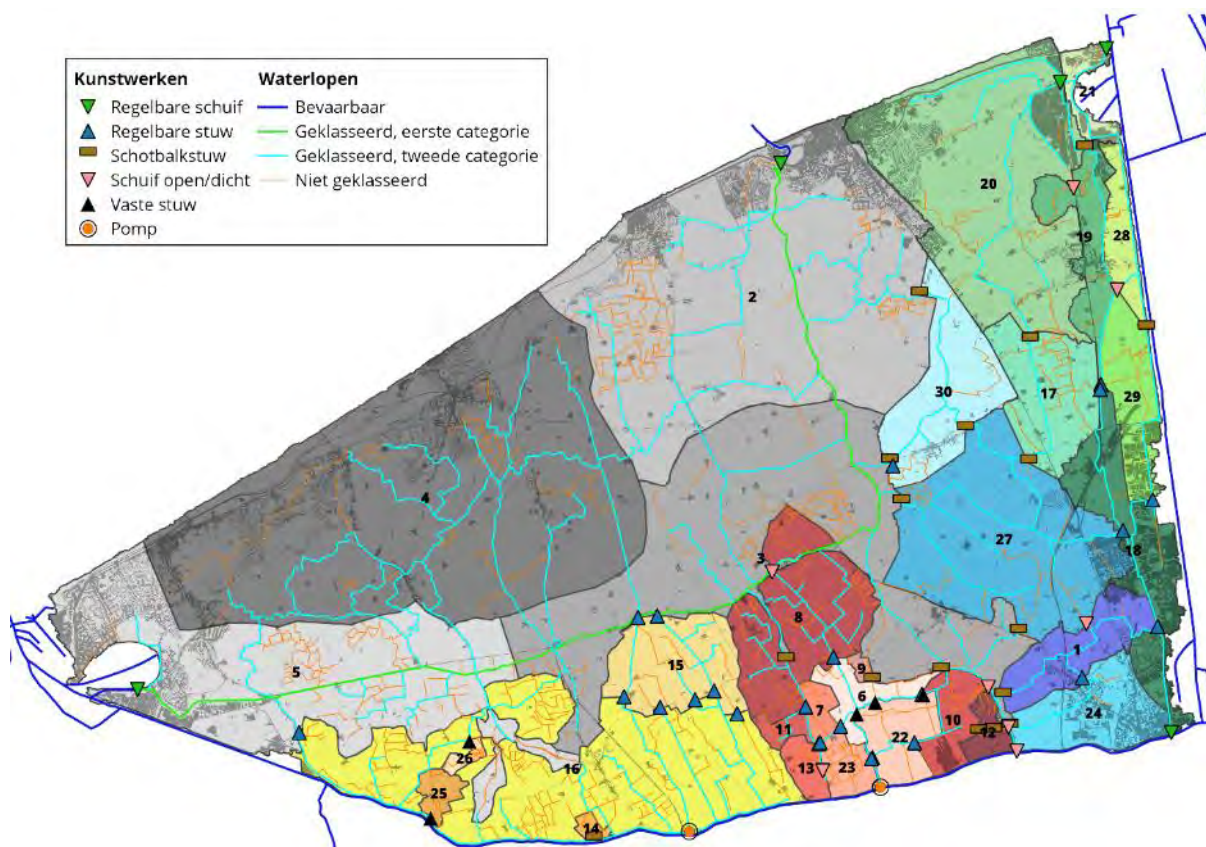 Kunstwerken
Regelbare schuif
Regelbare stuw
Schotbalkstuw
Schuif open/dicht
Vaste stuw
Pomp
Waterlopen
Bevaarbaar
Geklasseerd, eerste categorie
Geklasseerd, tweede categorie
Niet geklasseerd
21
20
19
28
2
30
17
29
4
27
18
3
8
1
5
15
9
6
7
10
24
11
12
22
26
16
13
23
25
14